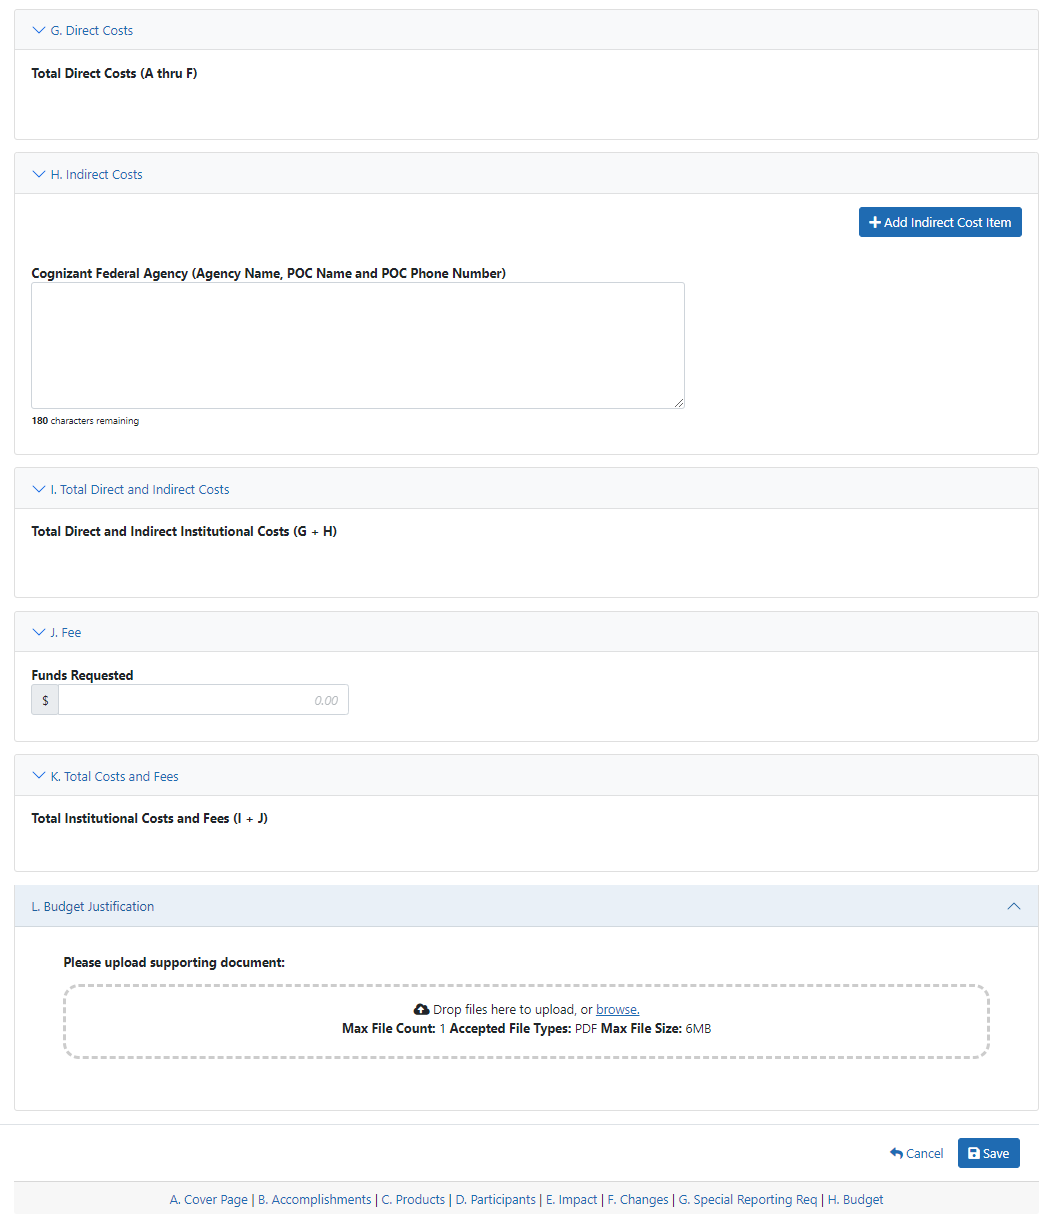 G. Direct Costs
Total Direct Costs (A thru F)
H. Indirect Costs
Add Indirect Cost Item
Cognizant Federal Agency (Agency Name, POC Name and POC Phone Number)
180 characters remaining
I. Total Direct and Indirect Costs
Total Direct and Indirect Institutional Costs (G + H)
J. Fee
Funds Requested
$ 0.00
K. Total Costs and Fees
Total Institutional Costs and Fees (I + J)
L. Budget Justification
Please upload supporting document:
Drop files here to upload, or browse.
Max File Count: 1 Accepted File Types: PDF Max File Size: 6MB
Cancel Save
A. Cover Page | B. Accomplishments | C. Products | D. Participants | E. Impact | F. Changes | G. Special Reporting Req | H. Budget